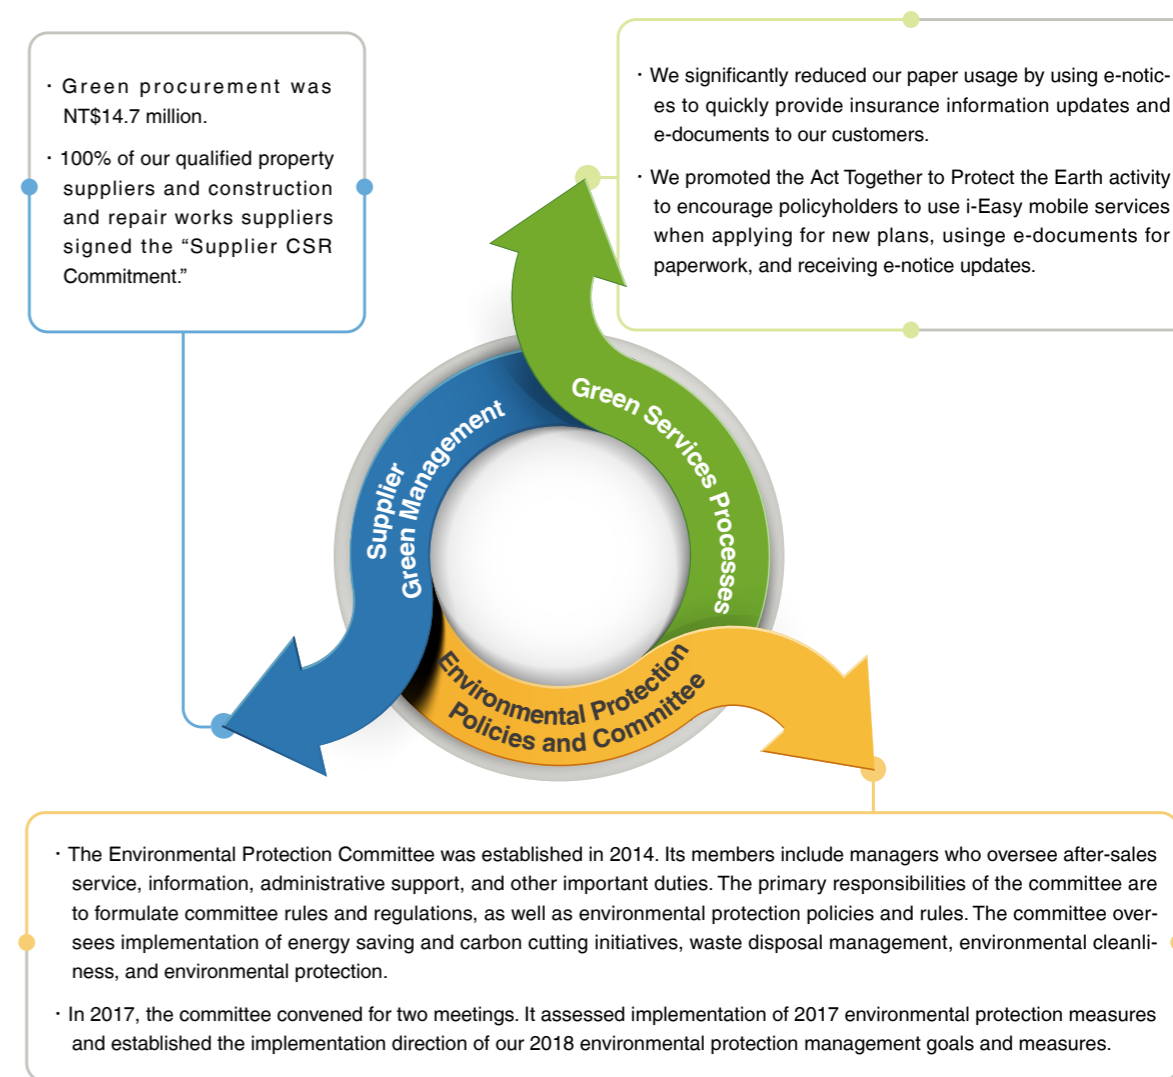 · Green procurement was
NT$14.7 million.
· 100% of our qualified property
suppliers and construction
and repair works suppliers
signed the “Supplier CSR
Commitment.”
· We significantly reduced our paper usage by using e-notic-
es to quickly provide insurance information updates and
e-documents to our customers.
· We promoted the Act Together to Protect the Earth activity
to encourage policyholders to use i-Easy mobile services
when applying for new plans, usinge e-documents for
paperwork, and receiving e-notice updates.
Supplier
Green Management
Green Services Processes
Environmental Protection
Policies and Committee
· The Environmental Protection Committee was established in 2014. Its members include managers who oversee after-sales
service, information, administrative support, and other important duties. The primary responsibilities of the committee are
to formulate committee rules and regulations, as well as environmental protection policies and rules. The committee over-
sees implementation of energy saving and carbon cutting initiatives, waste disposal management, environmental cleanli-
ness, and environmental protection.
· In 2017, the committee convened for two meetings. It assessed implementation of 2017 environmental protection measures
and established the implementation direction of our 2018 environmental protection management goals and measures.